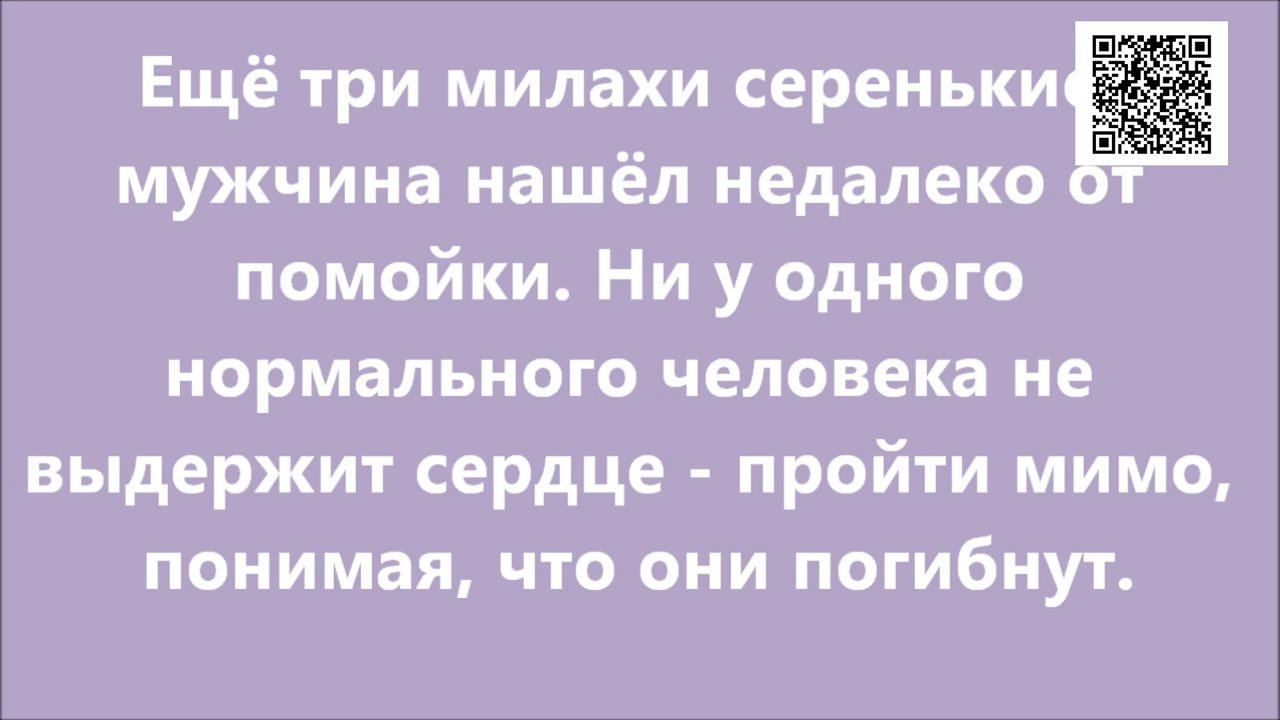 Ещё три милахи серенькие
мужчина нашёл недалеко от
помойки. Ни у одного
нормального человека не
выдержит сердце - пройти мимо,
понимая, что они погибнут.